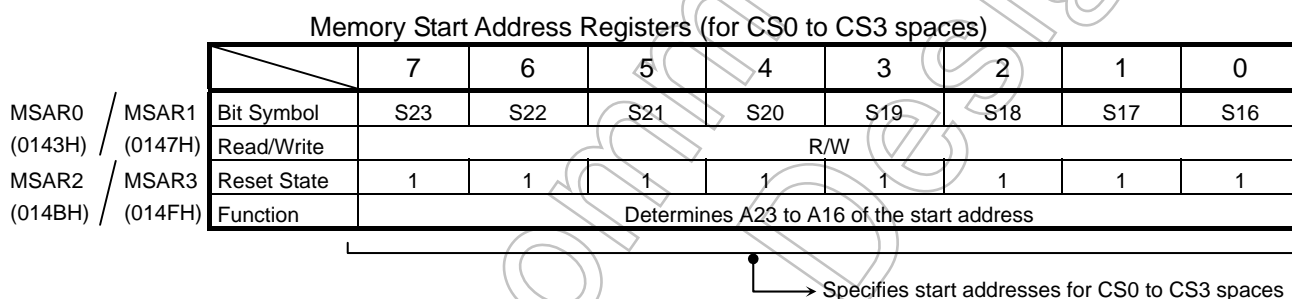 Memory Start Address Registers (for CS0 to CS3 spaces)
7 6 5 4 3 2 1 0
MSAR0 / MSAR1 Bit Symbol S23 S22 S21 S20 S19 S18 S17 S16
(0143H) (0147H) Read/Write R/W
MSAR2 / MSAR3 Reset State 1 1 1 1 1 1 1 1
(014BH) (014FH) Function Determines A23 to A16 of the start address
Specifies start addresses for CS0 to CS3 spaces